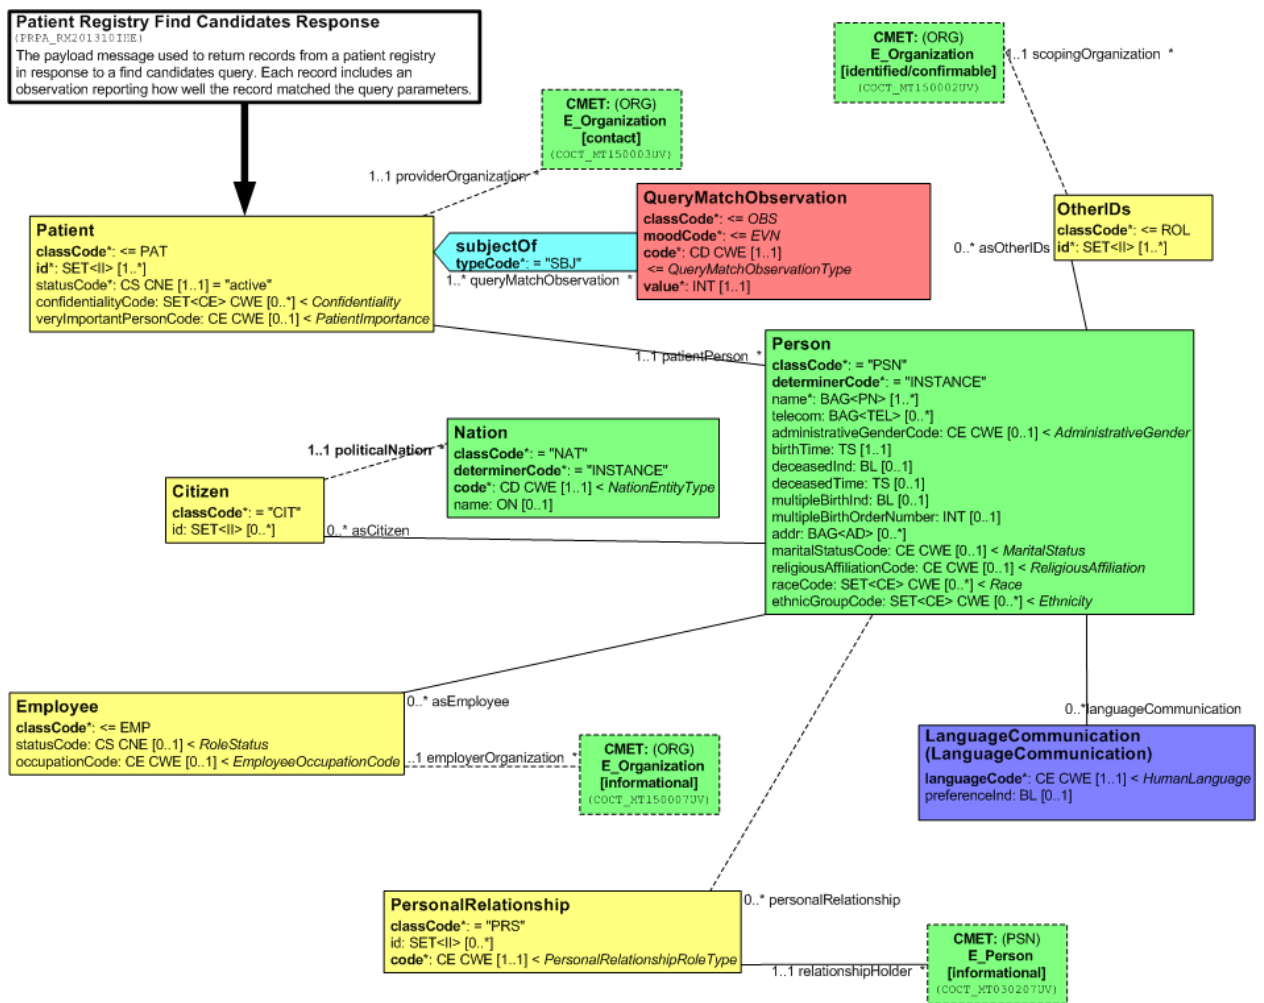 Patient Registry Find Candidates Response
(PRPA_RM201310IHE)
The payload message used to return records from a patient registry
in response to a find candidates query. Each record includes an
observation reporting how well the record matched the query parameters.
CMET: (ORG)
E_Organization
[identified/confirmable]
(COCT_MT150002UV)
1..1 scopingOrganization *
CMET: (ORG)
E_Organization
[contact]
(COCT_MT150003UV)
1..1 providerOrganization *
Patient
classCode*: <= PAT
id*: SET<II> [1..*]
statusCode*: CS CNE [1..1] = "active"
confidentialityCode: SET<CE> CWE [0..*] < Confidentiality
veryImportantPersonCode: CE CWE [0..1] < PatientImportance
subjectOf
typeCode*: = "SBJ"
1..* queryMatchObservation *
QueryMatchObservation
classCode*: <= OBS
moodCode*: <= EVN
code*: CD CWE [1..1]
<= QueryMatchObservationType
value*: INT [1..1]
OtherIDs
classCode*: <= ROL
id*: SET<II> [1..*]
0..* asOtherIDs
1..1 patientPerson *
Person
classCode*: = "PSN"
determinerCode*: = "INSTANCE"
name*: BAG<PN> [1..*]
telecom: BAG<TEL> [0..*]
administrativeGenderCode: CE CWE [0..1] < AdministrativeGender
birthTime: TS [1..1]
deceasedInd: BL [0..1]
deceasedTime: TS [0..1]
multipleBirthInd: BL [0..1]
multipleBirthOrderNumber: INT [0..1]
addr: BAG<AD> [0..*]
maritalStatusCode: CE CWE [0..1] < MaritalStatus
religiousAffiliationCode: CE CWE [0..1] < ReligiousAffiliation
raceCode: SET<CE> CWE [0..*] < Race
ethnicGroupCode: SET<CE> CWE [0..*] < Ethnicity
1..1 politicalNation *
Nation
classCode*: = "NAT"
determinerCode*: = "INSTANCE"
code*: CD CWE [1..1] < NationEntityType
name: ON [0..1]
Citizen
classCode*: = "CIT"
id: SET<II> [0..*]
0..* asCitizen
Employee
classCode*: <= EMP
statusCode: CS CNE [0..1] < RoleStatus
occupationCode: CE CWE [0..1] < EmployeeOccupationCode
0..* asEmployee
..1 employerOrganization *
CMET: (ORG)
E_Organization
[informational]
(COCT_MT150007UV)
0..*languageCommunication
LanguageCommunication
(LanguageCommunication)
languageCode*: CE CWE [1..1] < HumanLanguage
preferenceInd: BL [0..1]
PersonalRelationship
classCode*: = "PRS"
id: SET<II> [0..*]
code*: CE CWE [1..1] < PersonalRelationshipRoleType
0..* personalRelationship
1..1 relationshipHolder *
CMET: (PSN)
E_Person
[informational]
(COCT_MT030207UV)